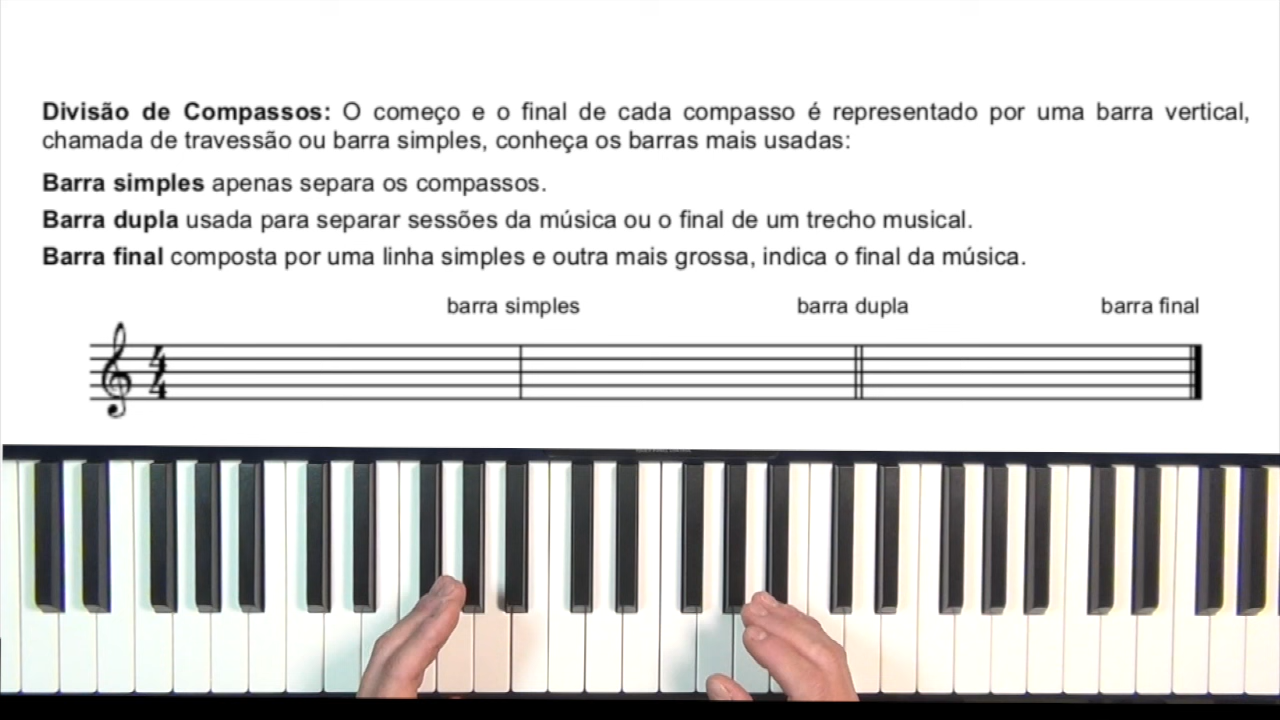 Divisão de Compassos: O começo e o final de cada compasso é representado por uma barra vertical,
chamada de travessão ou barra simples, conheça os barras mais usadas:
Barra simples apenas separa os compassos.
Barra dupla usada para separar sessões da música ou o final de um trecho musical.
Barra final composta por uma linha simples e outra mais grossa, indica o final da música.
barra simples barra dupla barra final
4
4